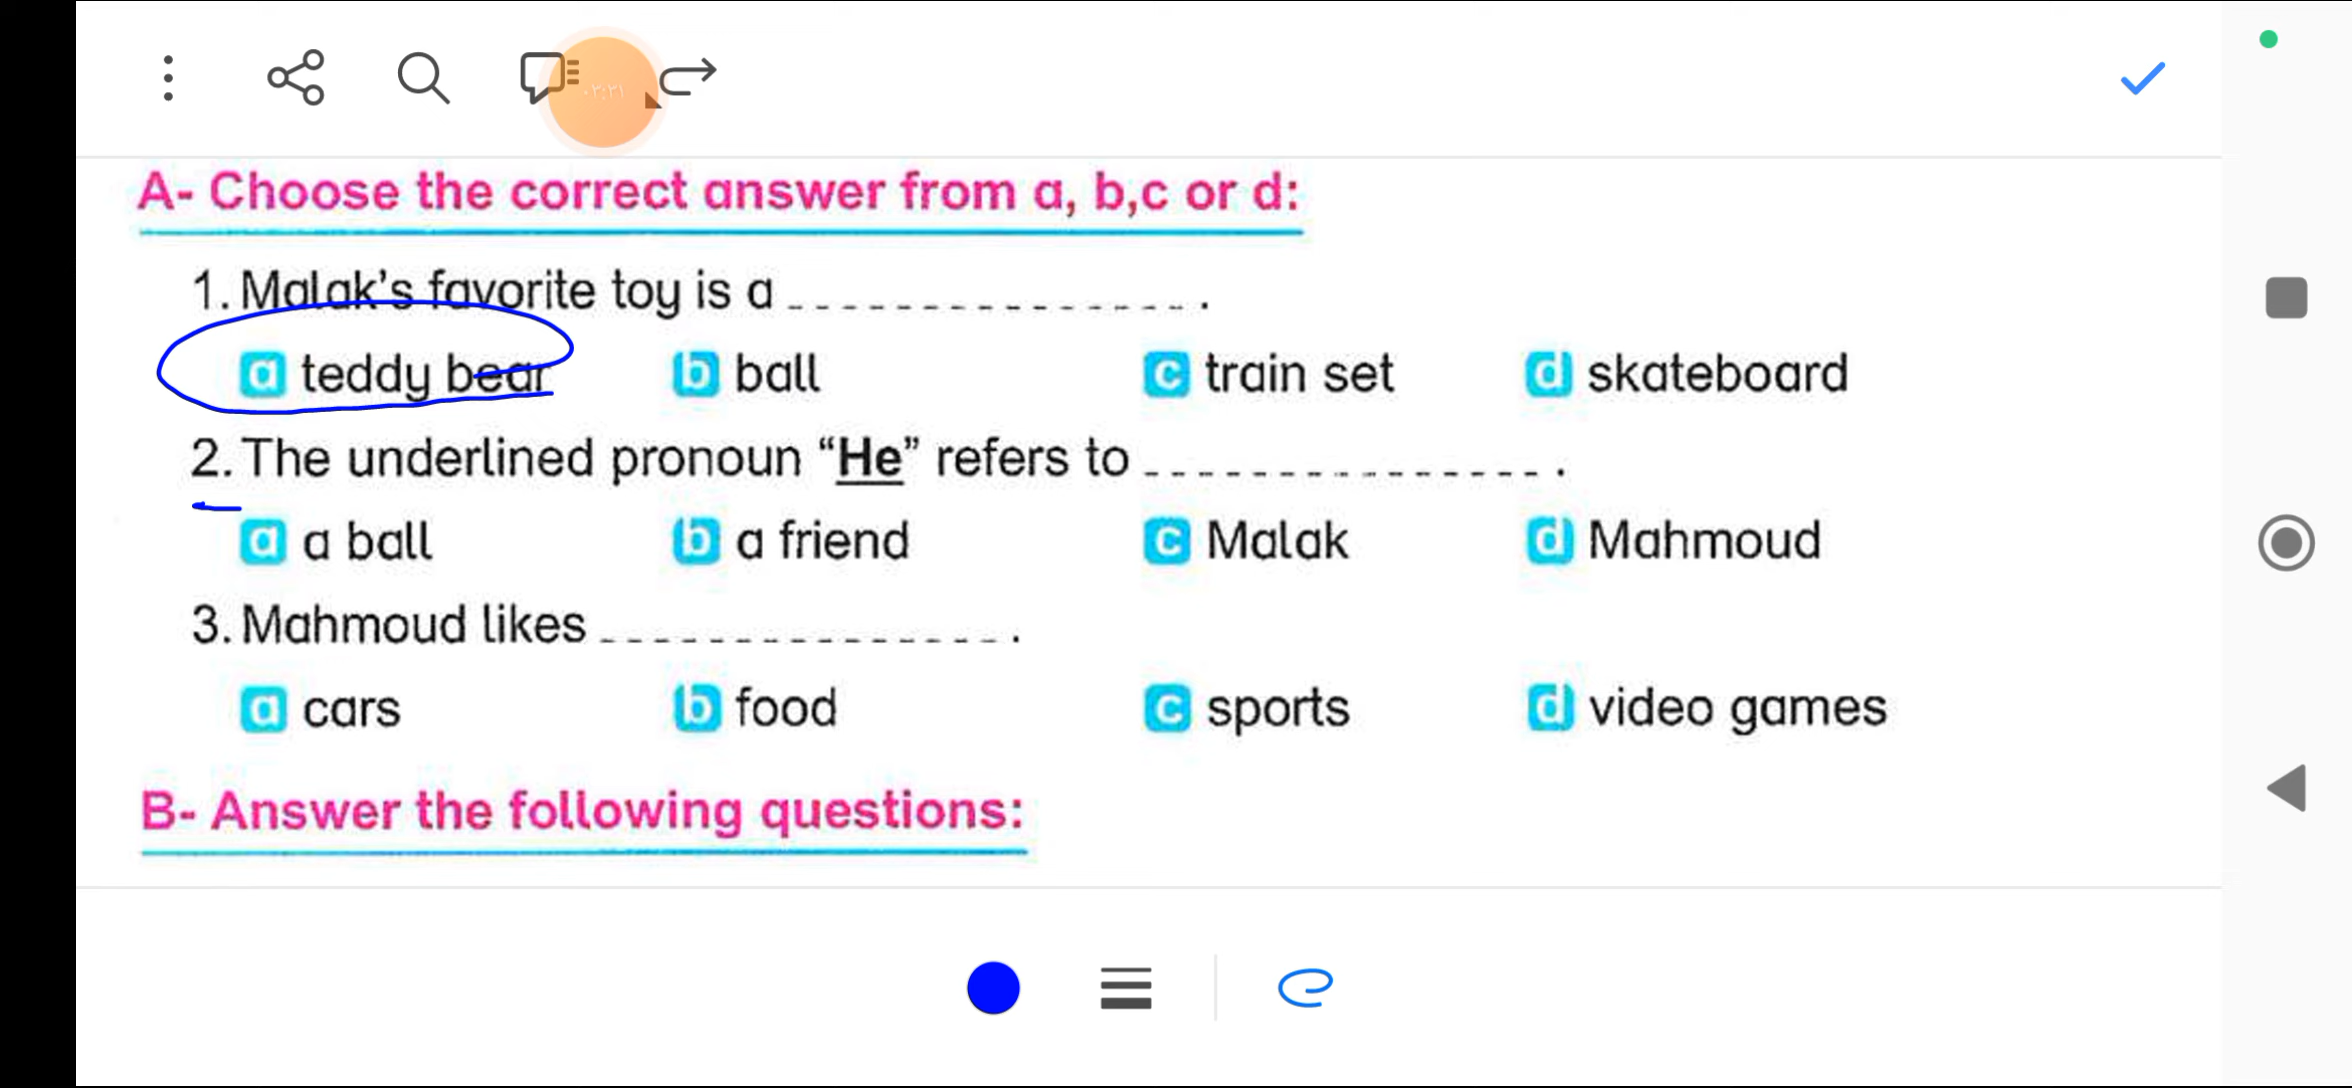 ٠٢:٢١
A- Choose the correct answer from a, b,c or d:
1. Malak's favorite toy is a _ _ _ _ _ _ _ _ _ _ _ _ _ _ _ .
a teddy bear b ball c train set d skateboard
2. The underlined pronoun “He” refers to _ _ _ _ _ _ _ _ _ _ _ _ _ _ _ .
a a ball b a friend c Malak d Mahmoud
3. Mahmoud likes _ _ _ _ _ _ _ _ _ _ _ _ _ _ _ .
a cars b food c sports d video games
B- Answer the following questions: